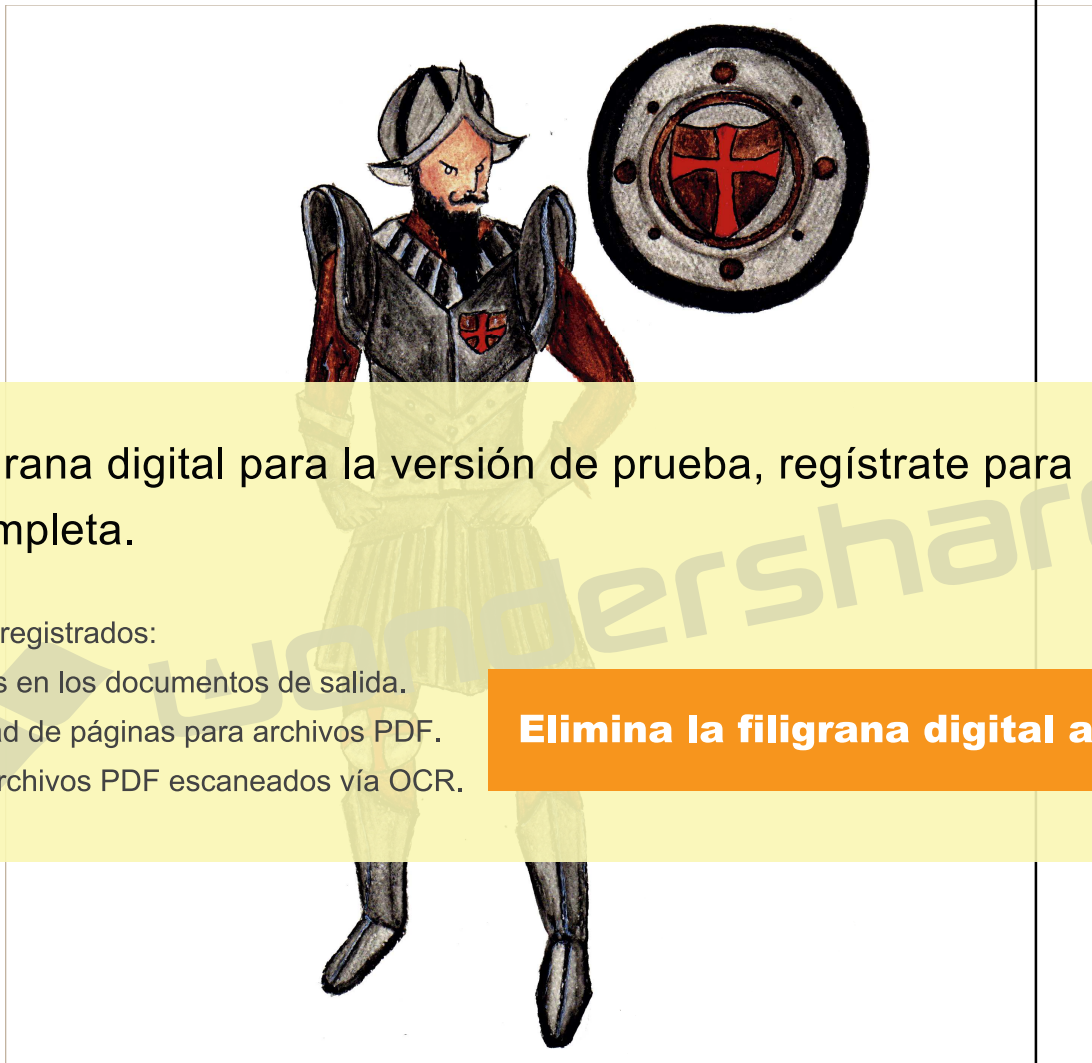 rana digital para la versión de prueba, regístrate para
mpleta.
registrados:
s en los documentos de salida.
ad de páginas para archivos PDF.
rchivos PDF escaneados vía OCR.
Elimina la filigrana digital a
wondershar